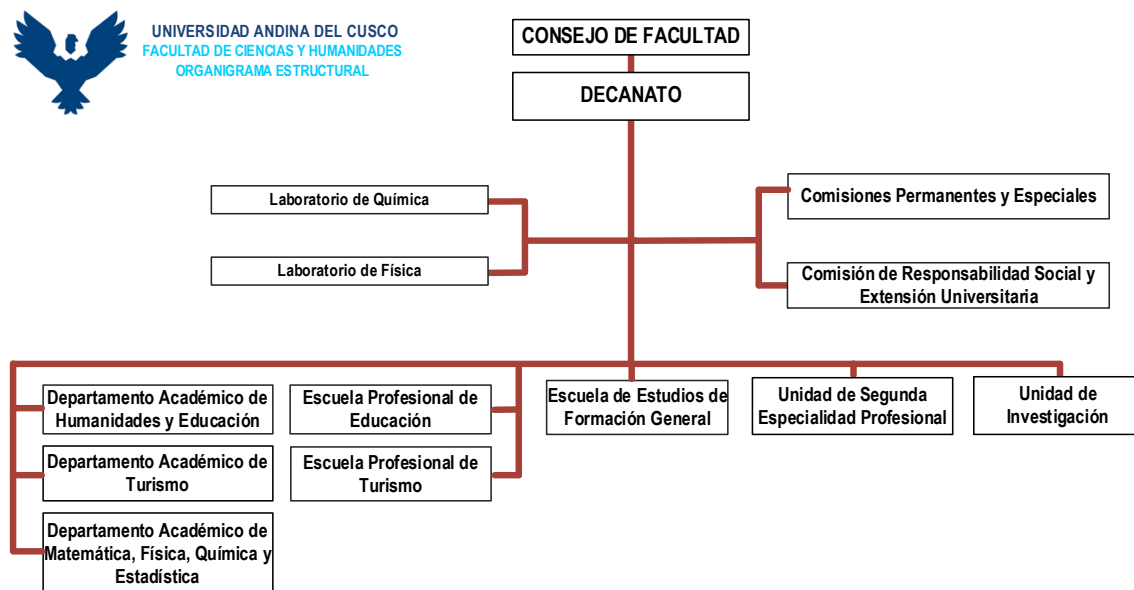 UNIVERSIDAD ANDINA DEL CUSCO
FACULTAD DE CIENCIAS Y HUMANIDADES
ORGANIGRAMA ESTRUCTURAL
CONSEJO DE FACULTAD
DECANATO
Laboratorio de Química
Laboratorio de Física
Comisiones Permanentes y Especiales
Comisión de Responsabilidad Social y
Extensión Universitaria
Departamento Académico de
Humanidades y Educación
Departamento Académico de
Turismo
Departamento Académico de
Matemática, Física, Química y
Estadística
Escuela Profesional de
Educación
Escuela Profesional de
Turismo
Escuela de Estudios de
Formación General
Unidad de Segunda
Especialidad Profesional
Unidad de
Investigación